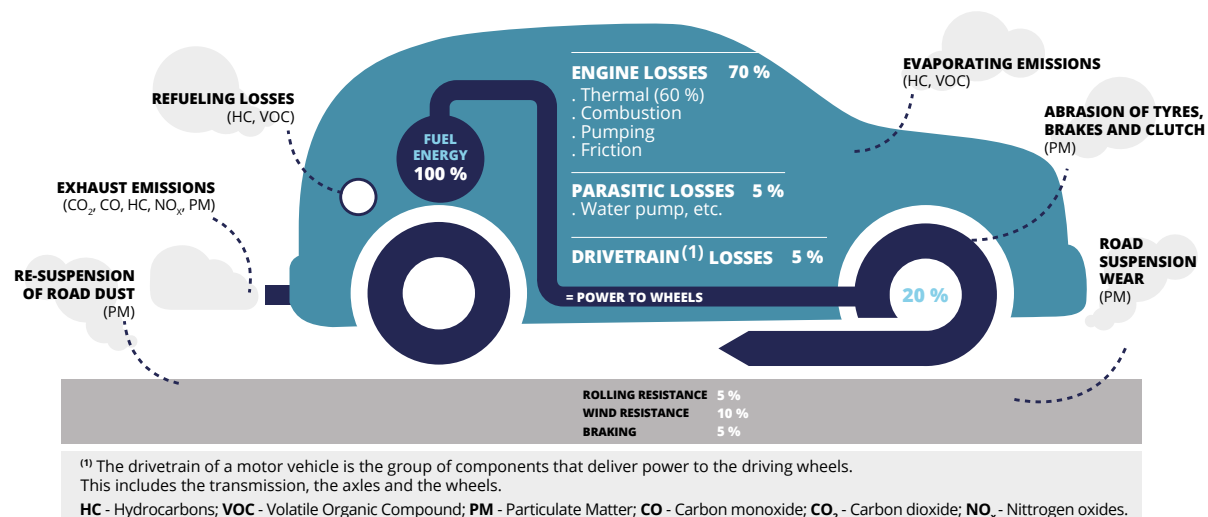 REFUELING LOSSES
(HC, VOC)
EXHAUST EMISSIONS
(CO₂, CO, HC, NOₓ, PM)
RE-SUSPENSION
OF ROAD DUST
(PM)
FUEL
ENERGY
100 %
ENGINE LOSSES 70 %
. Thermal (60 %)
. Combustion
. Pumping
. Friction
PARASITIC LOSSES 5 %
. Water pump, etc.
DRIVETRAIN(1) LOSSES 5 %
= POWER TO WHEELS
20 %
EVAPORATING EMISSIONS
(HC, VOC)
ABRASION OF TYRES,
BRAKES AND CLUTCH
(PM)
ROAD
SUSPENSION
WEAR
(PM)
ROLLING RESISTANCE 5 %
WIND RESISTANCE 10 %
BRAKING 5 %
(1) The drivetrain of a motor vehicle is the group of components that deliver power to the driving wheels.
This includes the transmission, the axles and the wheels.
HC - Hydrocarbons; VOC - Volatile Organic Compound; PM - Particulate Matter; CO - Carbon monoxide; CO₂ - Carbon dioxide; NOₓ - Nittrogen oxides.